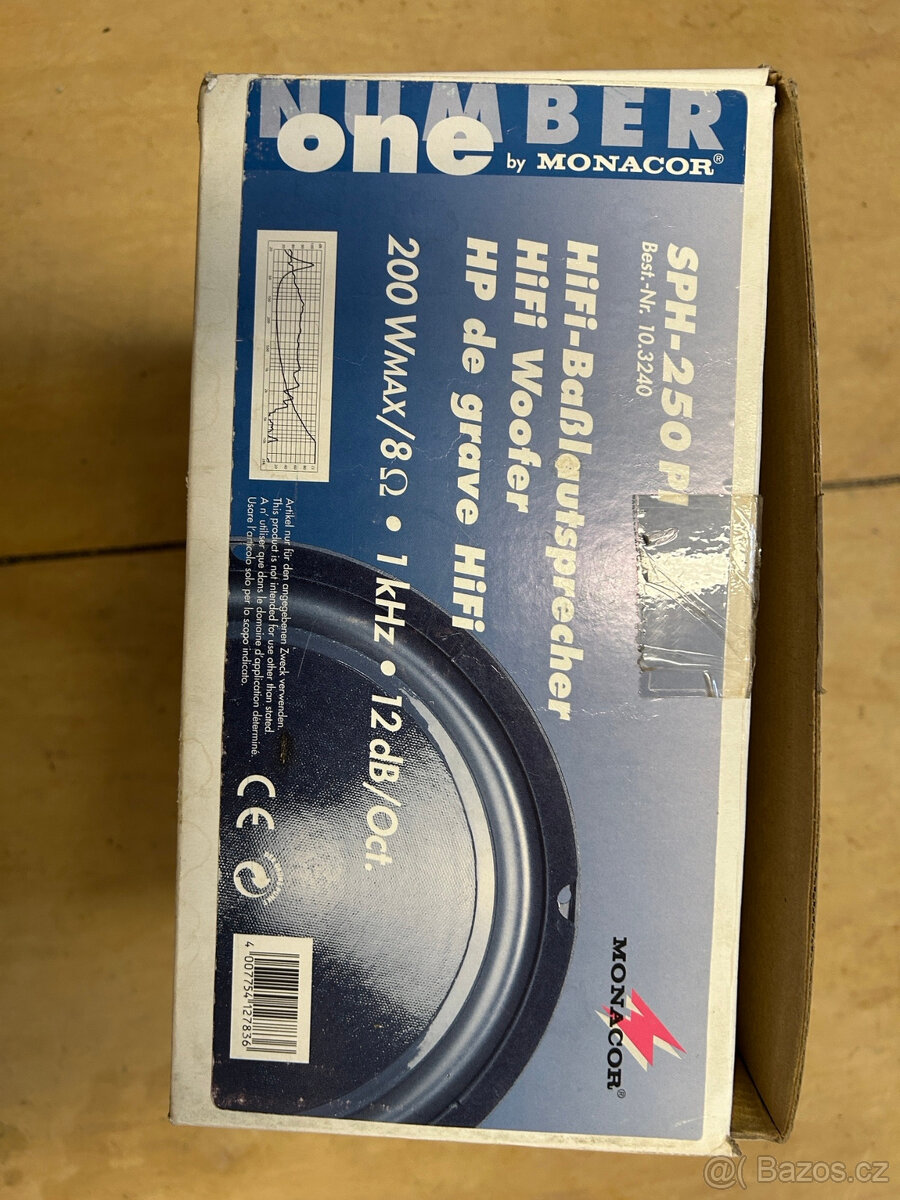 NUMBER
one by MONACOR®
SPH-250 PI
Best.-Nr. 10.3240
HiFi-Baßlautsprecher
HiFi Woofer
HP de grave HiFi
200 WMAX/8Ω • 1 kHz • 12 dB/Oct.
Artikel nur für den angegebenen Zweck verwenden.
This product is not intended for use other than stated.
A n' utiliser que dans le domaine d'application déterminé.
Usare l'articolo solo per lo scopo indicato.
CE
4 007754 127836
MONACOR®
@( Bazos.cz